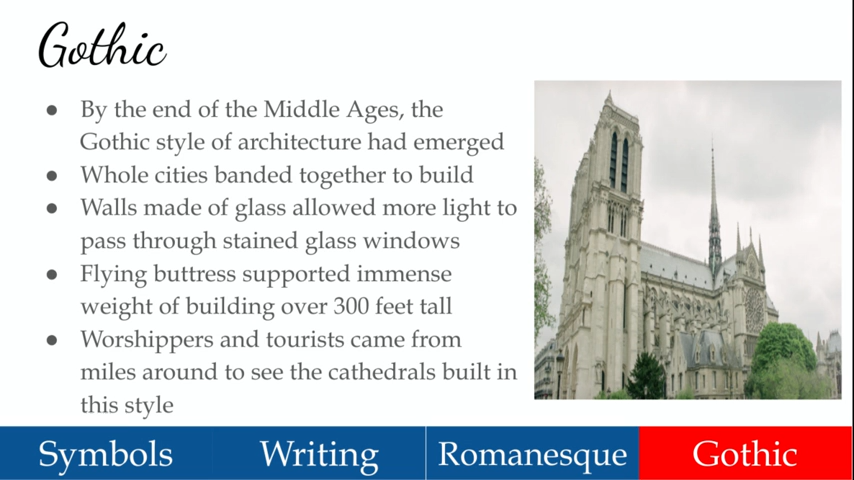 Gothic
● By the end of the Middle Ages, the
Gothic style of architecture had emerged
● Whole cities banded together to build
● Walls made of glass allowed more light to
pass through stained glass windows
● Flying buttress supported immense
weight of building over 300 feet tall
● Worshippers and tourists came from
miles around to see the cathedrals built in
this style
Symbols Writing Romanesque Gothic